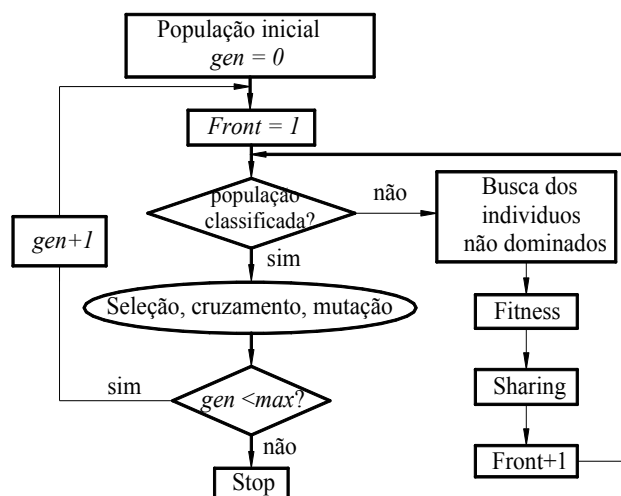 População inicial
gen = 0
Front = 1
população
classificada?
não
Busca dos
individuos
não dominados
gen+1
sim
Seleção, cruzamento, mutação
Fitness
sim
gen <max?
Sharing
não
Front+1
Stop